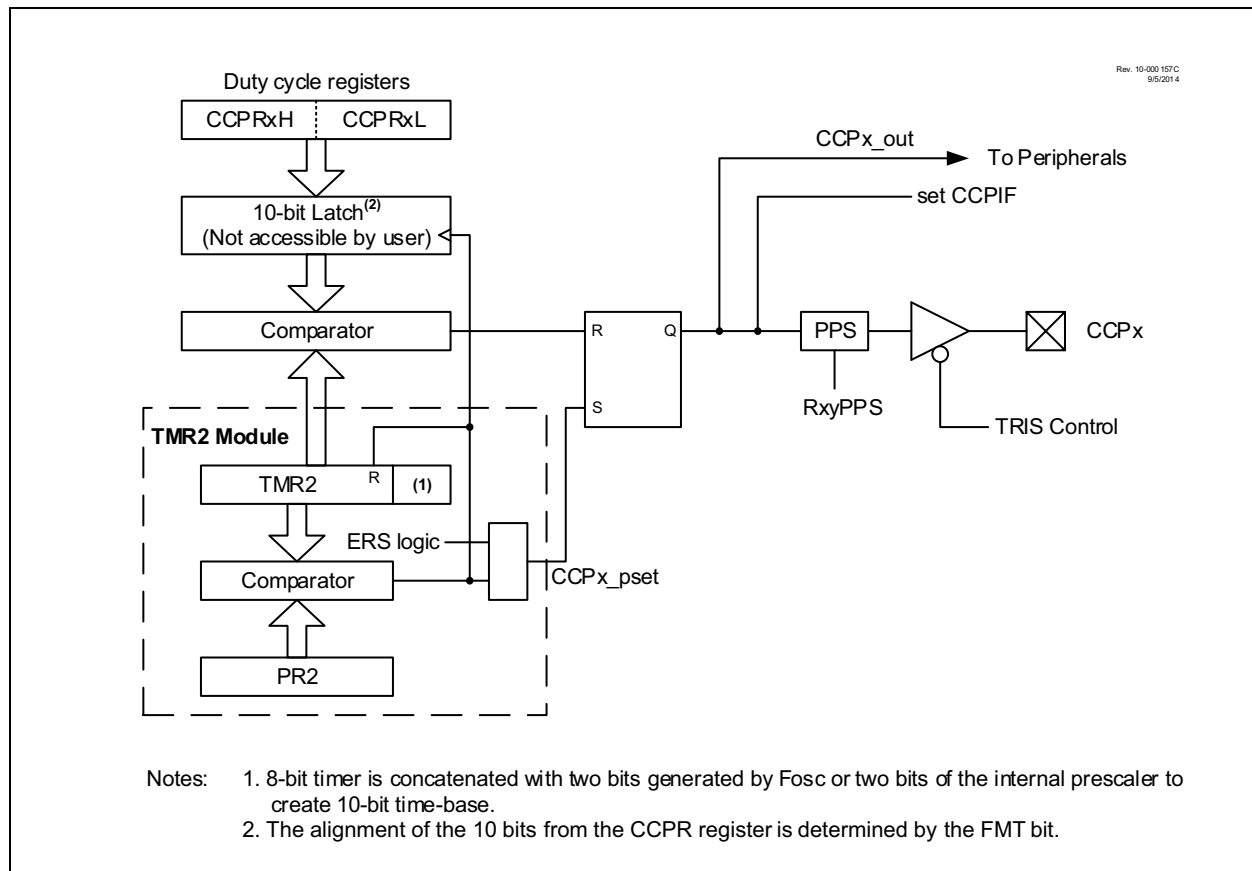 Rev. 10-000 157C
9/5/2014
Duty cycle registers
CCPRxH CCPRxL
CCPx_out
To Peripherals
set CCPIF
10-bit Latch(2)
(Not accessible by user)
Comparator
R Q
S
PPS
CCPx
RxyPPS
TRIS Control
TMR2 Module
TMR2 R (1)
ERS logic
CCPx_pset
Comparator
PR2
Notes: 1. 8-bit timer is concatenated with two bits generated by Fosc or two bits of the internal prescaler to
create 10-bit time-base.
2. The alignment of the 10 bits from the CCPR register is determined by the FMT bit.